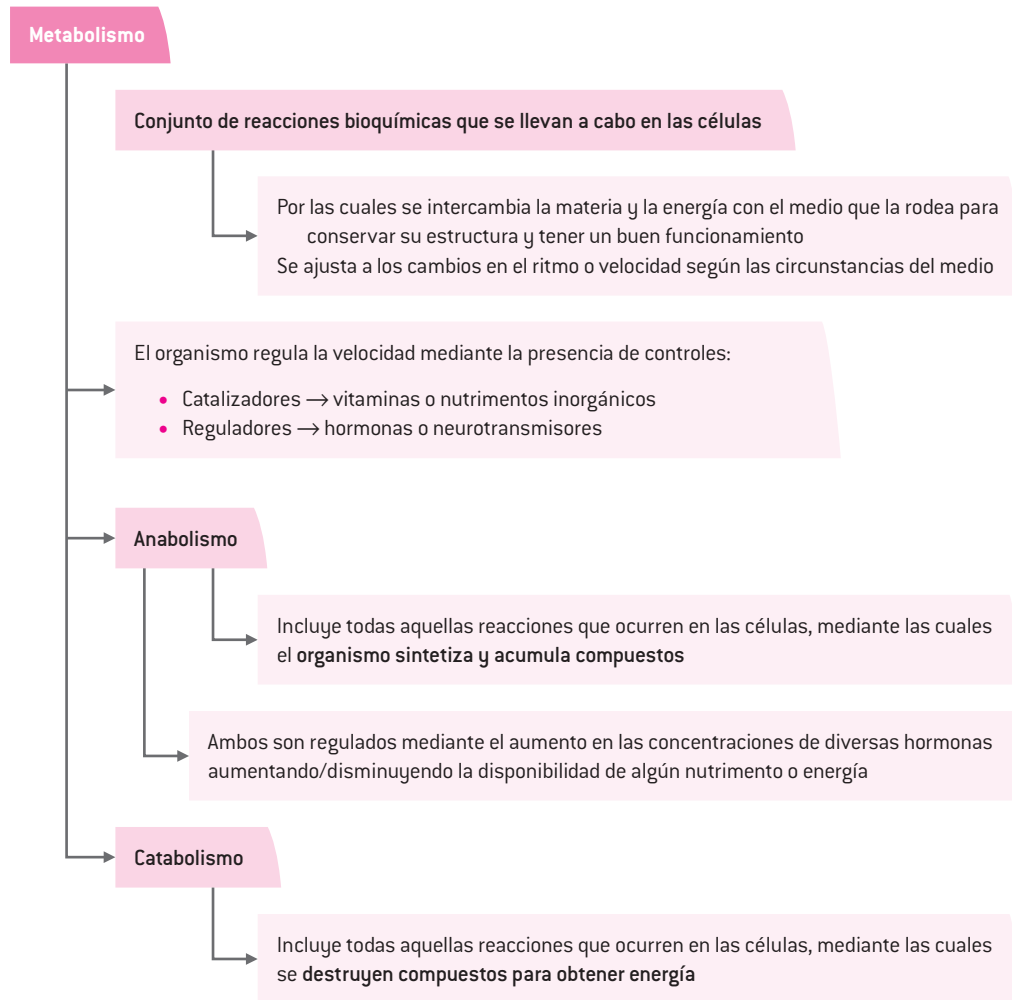 Metabolismo
Conjunto de reacciones bioquímicas que se llevan a cabo en las células
Por las cuales se intercambia la materia y la energía con el medio que la rodea para
conservar su estructura y tener un buen funcionamiento
Se ajusta a los cambios en el ritmo o velocidad según las circunstancias del medio
El organismo regula la velocidad mediante la presencia de controles:
• Catalizadores → vitaminas o nutrimentos inorgánicos
• Reguladores → hormonas o neurotransmisores
Anabolismo
Incluye todas aquellas reacciones que ocurren en las células, mediante las cuales
el organismo sintetiza y acumula compuestos
Ambos son regulados mediante el aumento en las concentraciones de diversas hormonas
aumentando/disminuyendo la disponibilidad de algún nutrimento o energía
Catabolismo
Incluye todas aquellas reacciones que ocurren en las células, mediante las cuales
se destruyen compuestos para obtener energía